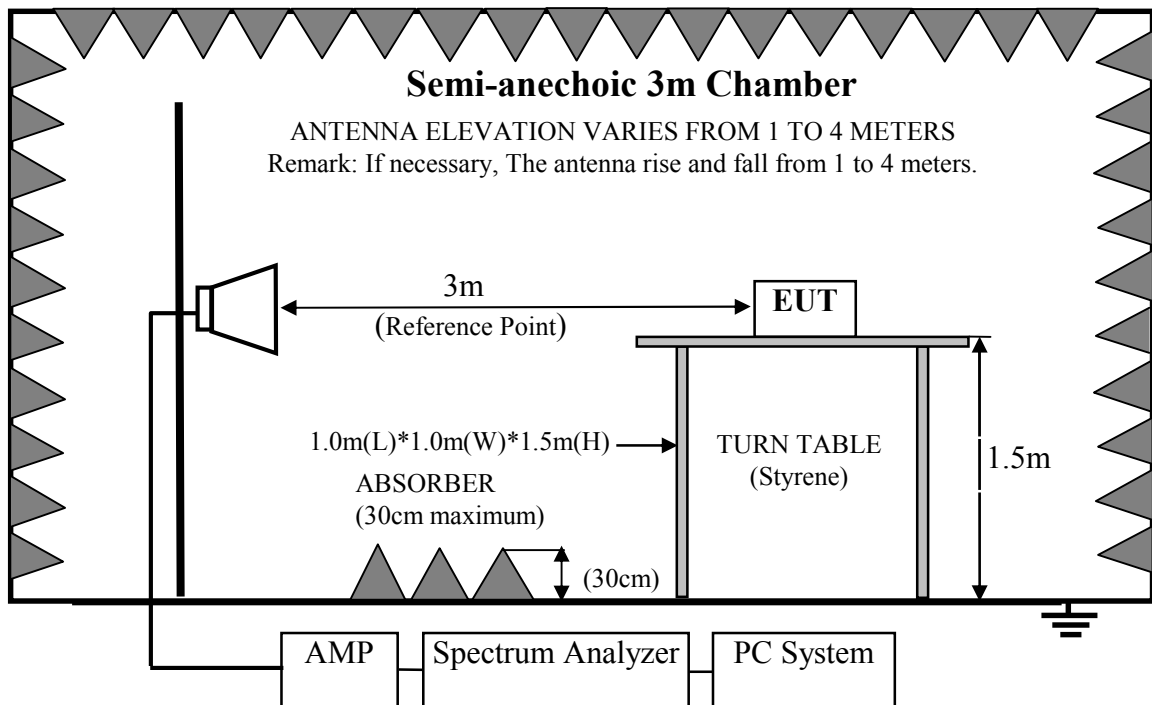 Semi-anechoic 3m Chamber
ANTENNA ELEVATION VARIES FROM 1 TO 4 METERS
Remark: If necessary, The antenna rise and fall from 1 to 4 meters.
3m
(Reference Point)
EUT
1.0m(L)*1.0m(W)*1.5m(H)
TURN TABLE
(Styrene)
1.5m
ABSORBER
(30cm maximum)
(30cm)
AMP
Spectrum Analyzer
PC System